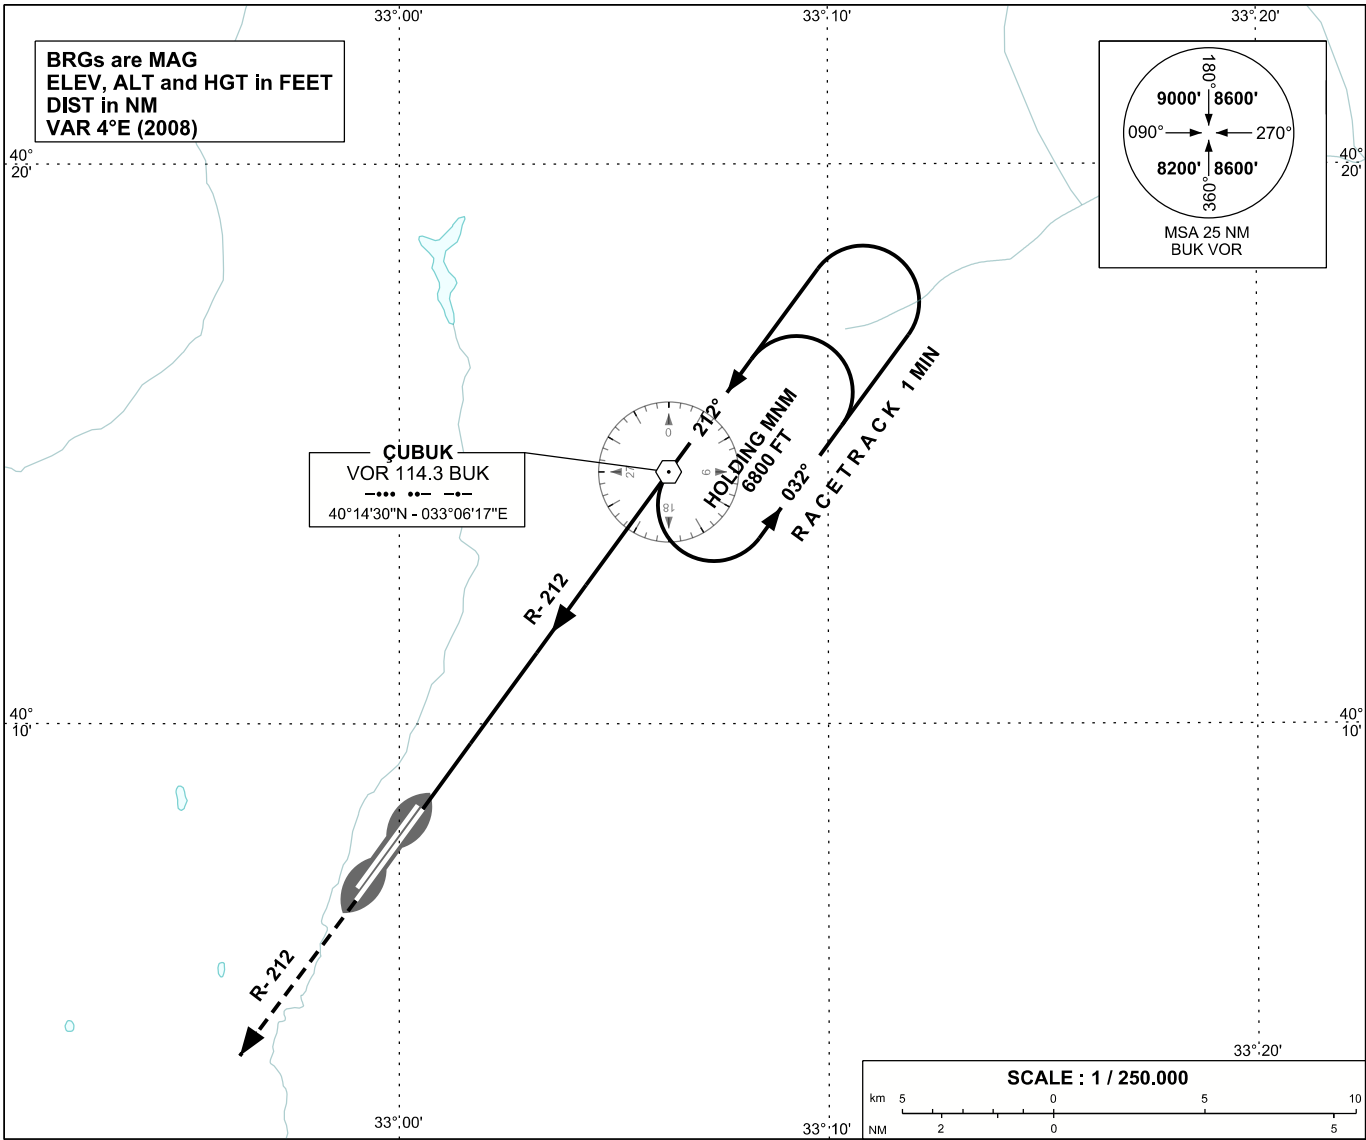 33°00'
33°10'
33°20'
BRGs are MAG
ELEV, ALT and HGT in FEET
DIST in NM
VAR 4°E (2008)
180°
9000' 8600'
090° 270°
8200' 8600'
360°
MSA 25 NM
BUK VOR
40°
20'
40°
20'
212°
HOLDING MNM
6800 FT
032°
RACETRACK 1 MIN
0
9
18
27
ÇUBUK
VOR 114.3 BUK
40°14'30"N - 033°06'17"E
R-212
40°
10'
40°
10'
R-212
33°20'
SCALE : 1 / 250.000
km 5 0 5 10
NM 2 0 5
33°00'
33°10'